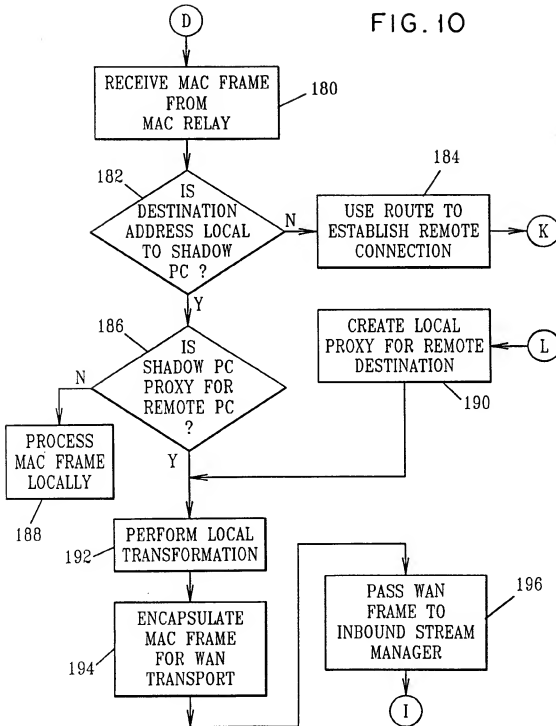 D
FIG. 10
RECEIVE MAC FRAME
FROM
MAC RELAY
180
182
IS
DESTINATION
ADDRESS LOCAL
TO SHADOW
PC ?
N
184
USE ROUTE TO
ESTABLISH REMOTE
CONNECTION
K
Y
186
IS
SHADOW PC
PROXY FOR
REMOTE PC
?
N
Y
CREATE LOCAL
PROXY FOR REMOTE
DESTINATION
L
190
PROCESS
MAC FRAME
LOCALLY
188
192
PERFORM LOCAL
TRANSFORMATION
194
ENCAPSULATE
MAC FRAME
FOR WAN
TRANSPORT
PASS WAN
FRAME TO
INBOUND STREAM
MANAGER
196
I